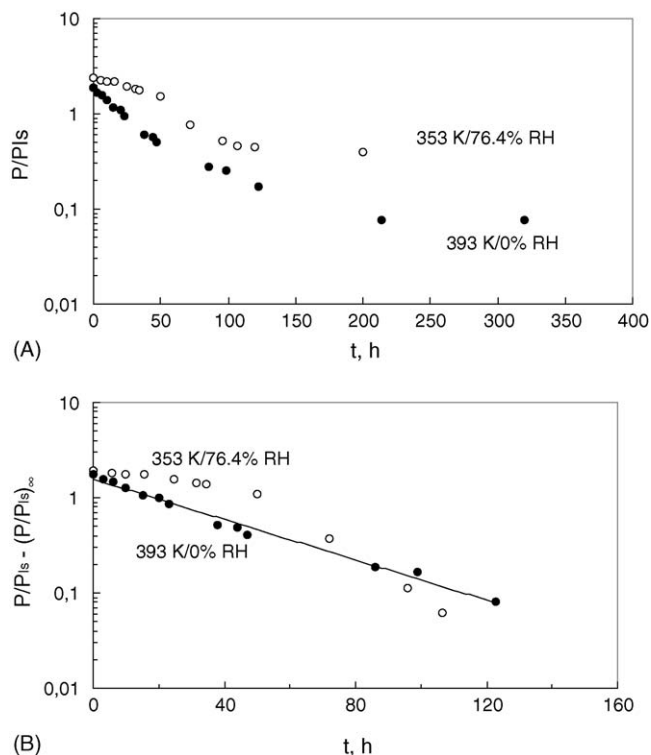 10
1
0,1
0,01
P/PIs
353 K/76.4% RH
393 K/0% RH
0 50 100 150 200 250 300 350 400
(A)
t, h
10
1
0,1
0,01
P/PIs - (P/PIs)∞
353 K/76.4% RH
393 K/0% RH
0 40 80 120 160
(B)
t, h